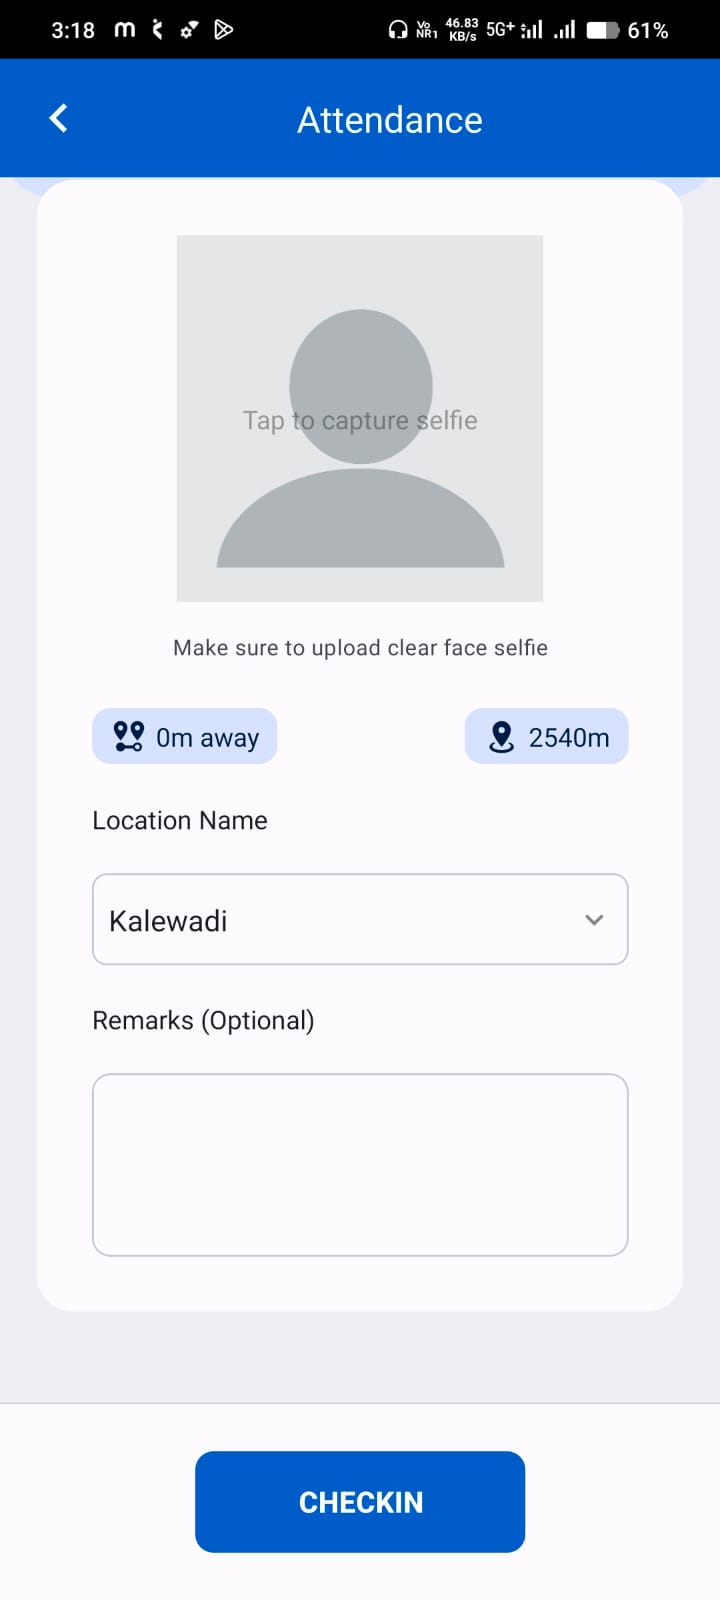 3:18 m 46.83 KB/s Vo NR1 5G+ 61%
Attendance
Tap to capture selfie
Make sure to upload clear face selfie
0m away 2540m
Location Name
Kalewadi
Remarks (Optional)
CHECKIN